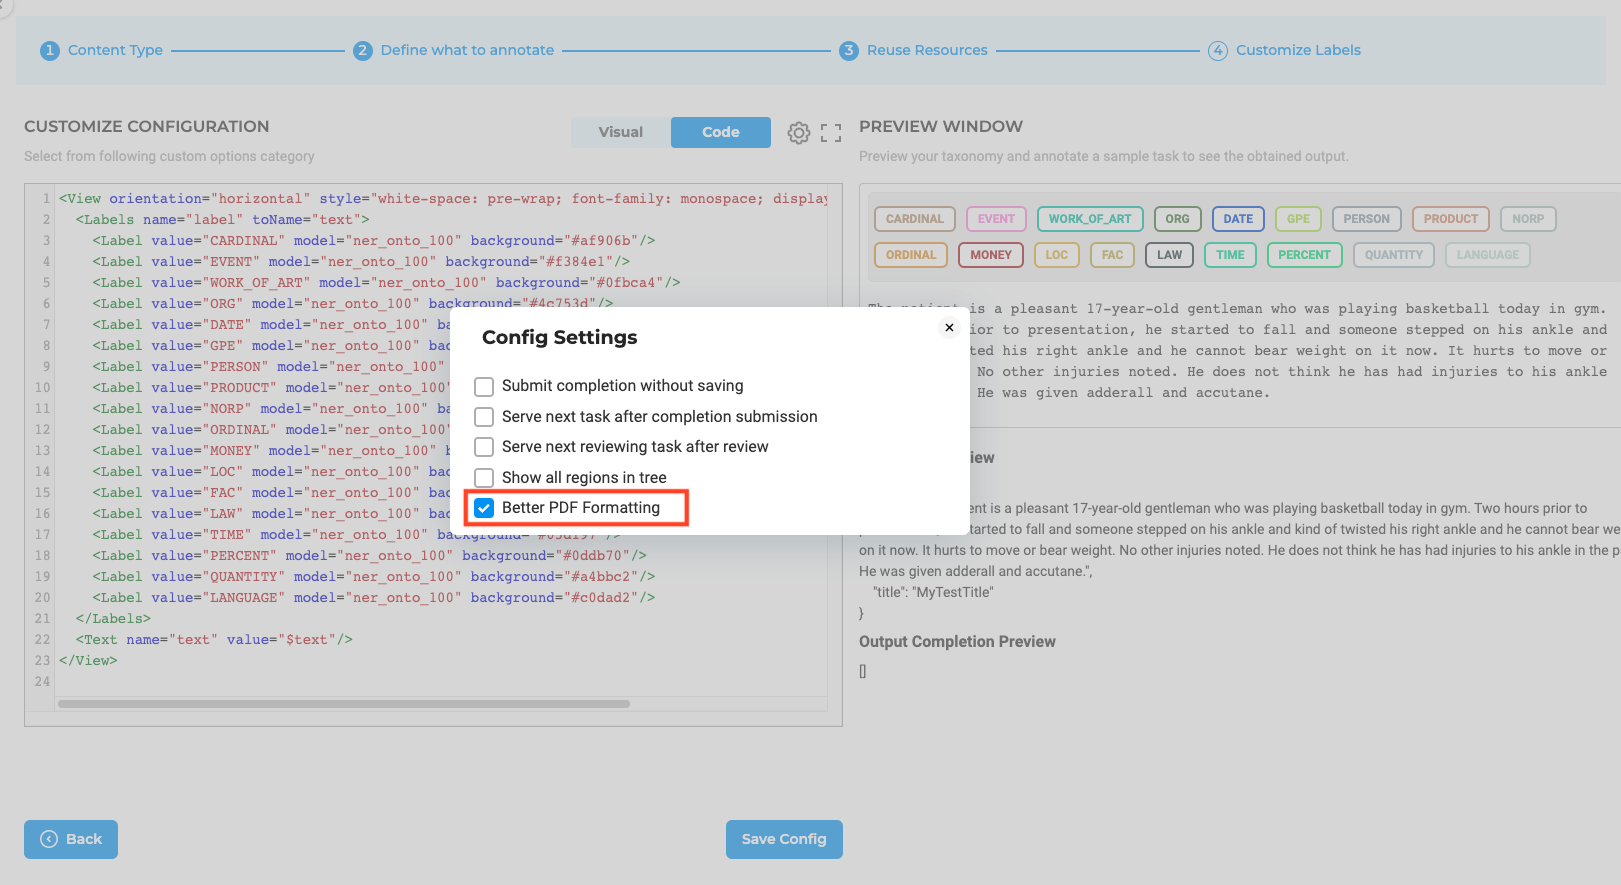 1 Content Type
2 Define what to annotate
3 Reuse Resources
4 Customize Labels
CUSTOMIZE CONFIGURATION
Select from following custom options category
Visual
Code
1 <View orientation="horizontal" style="white-space: pre-wrap; font-family: monospace; display
2 <Labels name="label" toName="text">
3 <Label value="CARDINAL" model="ner_onto_100" background="#af906b"/>
4 <Label value="EVENT" model="ner_onto_100" background="#f384e1"/>
5 <Label value="WORK_OF_ART" model="ner_onto_100" background="#0fbca4"/>
6 <Label value="ORG" model="ner_onto_100" background="#4c753d"/>
7 <Label value="DATE" model="ner_onto_100" ba
8 <Label value="GPE" model="ner_onto_100" bac
9 <Label value="PERSON" model="ner_onto_100"
10 <Label value="PRODUCT" model="ner_onto_100"
11 <Label value="NORP" model="ner_onto_100" ba
12 <Label value="ORDINAL" model="ner_onto_100"
13 <Label value="MONEY" model="ner_onto_100" b
14 <Label value="LOC" model="ner_onto_100" bac
15 <Label value="FAC" model="ner_onto_100" bac
16 <Label value="LAW" model="ner_onto_100" bac
17 <Label value="TIME" model="ner_onto_100"
18 <Label value="PERCENT" model="ner_onto_100" background="#0ddb70"/>
19 <Label value="QUANTITY" model="ner_onto_100" background="#a4bbc2"/>
20 <Label value="LANGUAGE" model="ner_onto_100" background="#c0dad2"/>
21 </Labels>
22 <Text name="text" value="$text"/>
23 </View>
24
Back
Save Config
Config Settings
Submit completion without saving
Serve next task after completion submission
Serve next reviewing task after review
Show all regions in tree
Better PDF Formatting
PREVIEW WINDOW
Preview your taxonomy and annotate a sample task to see the obtained output.
CARDINAL EVENT WORK_OF_ART ORG DATE GPE PERSON PRODUCT NORP
ORDINAL MONEY LOC FAC LAW TIME PERCENT QUANTITY LANGUAGE
The patient is a pleasant 17-year-old gentleman who was playing basketball today in gym.
ior to presentation, he started to fall and someone stepped on his ankle and
ted his right ankle and he cannot bear weight on it now. It hurts to move or
No other injuries noted. He does not think he has had injuries to his ankle
He was given adderall and accutane.
iew
ent is a pleasant 17-year-old gentleman who was playing basketball today in gym. Two hours prior to
tarted to fall and someone stepped on his ankle and kind of twisted his right ankle and he cannot bear we
on it now. It hurts to move or bear weight. No other injuries noted. He does not think he has had injuries to his ankle in the p
He was given adderall and accutane.",
"title": "MyTestTitle"
}
Output Completion Preview
[]